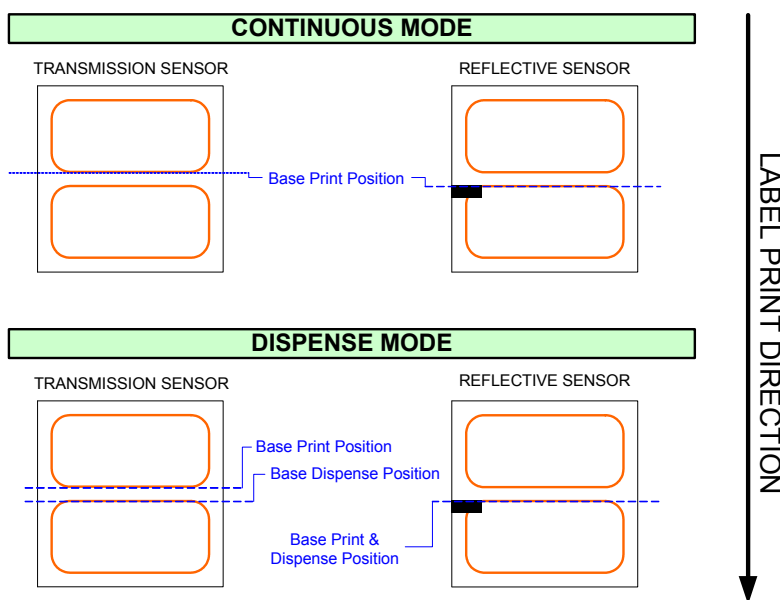 CONTINUOUS MODE
TRANSMISSION SENSOR
REFLECTIVE SENSOR
Base Print Position
DISPENSE MODE
TRANSMISSION SENSOR
REFLECTIVE SENSOR
Base Print Position
Base Dispense Position
Base Print &
Dispense Position
LABEL PRINT DIRECTION